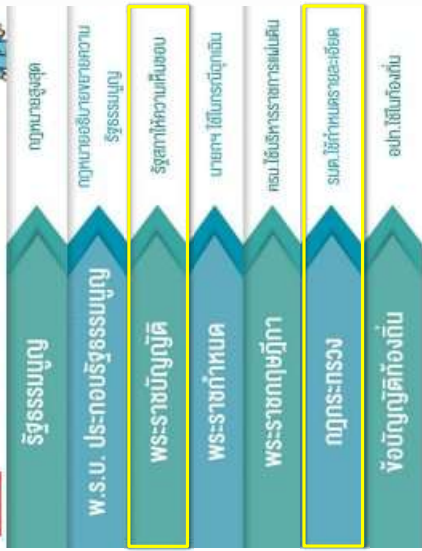 รัฐธรรมนูญ
กฎหมายสูงสุด
พ.ร.บ. ประกอบรัฐธรรมนูญ
กฎหมายอธิบายขยายความ
รัฐธรรมนูญ
พระราชบัญญัติ
รัฐสภาให้ความเห็นชอบ
พระราชกำหนด
นายกฯ ใช้ในกรณีฉุกเฉิน
พระราชกฤษฎีกา
ครม.ใช้บริหารราชการแผ่นดิน
กฎกระทรวง
รมต.ใช้กำหนดรายละเอียด
ข้อบัญญัติท้องถิ่น
อปท.ใช้ในท้องถิ่น